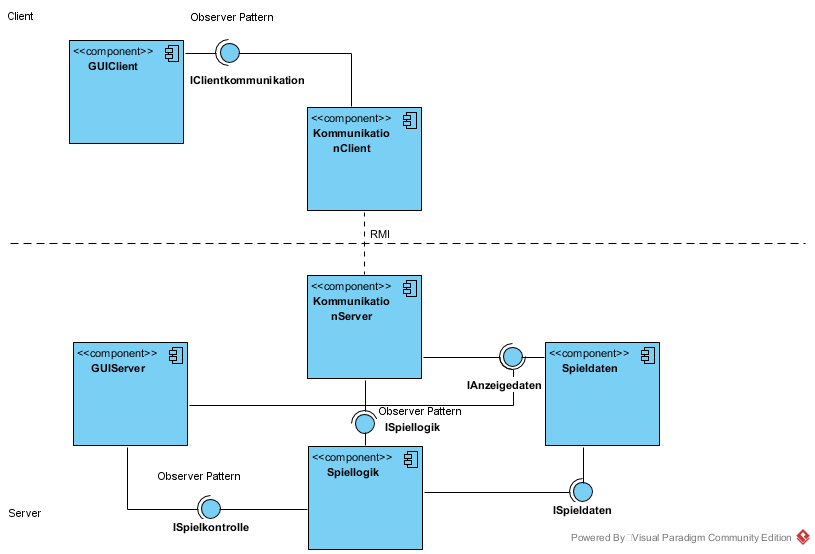 Client
Observer Pattern
<<component>>
GUIClient
IClientkommunikation
<<component>>
Kommunikatio
nClient
RMI
<<component>>
Kommunikatio
nServer
<<component>>
GUIServer
<<component>>
Spieldaten
IAnzeigedaten
Observer Pattern
ISpiellogik
<<component>>
Spiellogik
Observer Pattern
ISpielkontrolle
ISpieldaten
Server
Powered By Visual Paradigm Community Edition